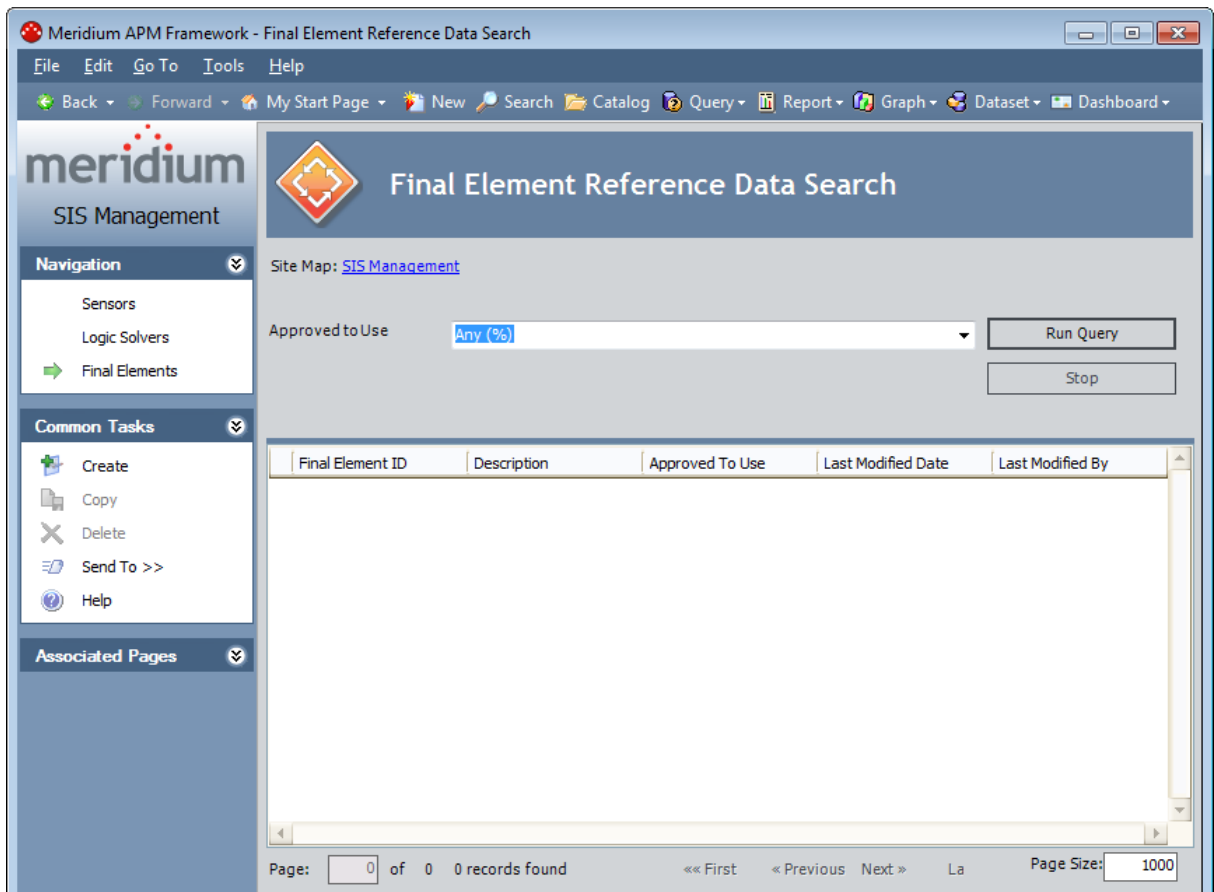 Meridium APM Framework - Final Element Reference Data Search
File Edit Go To Tools Help
Back Forward My Start Page New Search Catalog Query Report Graph Dataset Dashboard
meridium
SIS Management
Final Element Reference Data Search
Navigation
Sensors
Logic Solvers
Final Elements
Common Tasks
Create
Copy
Delete
Send To >>
Help
Associated Pages
Site Map: SIS Management
Approved to Use Any (%) Run Query
Stop
Final Element ID Description Approved To Use Last Modified Date Last Modified By
Page: 0 of 0 0 records found «« First « Previous Next » La Page Size: 1000